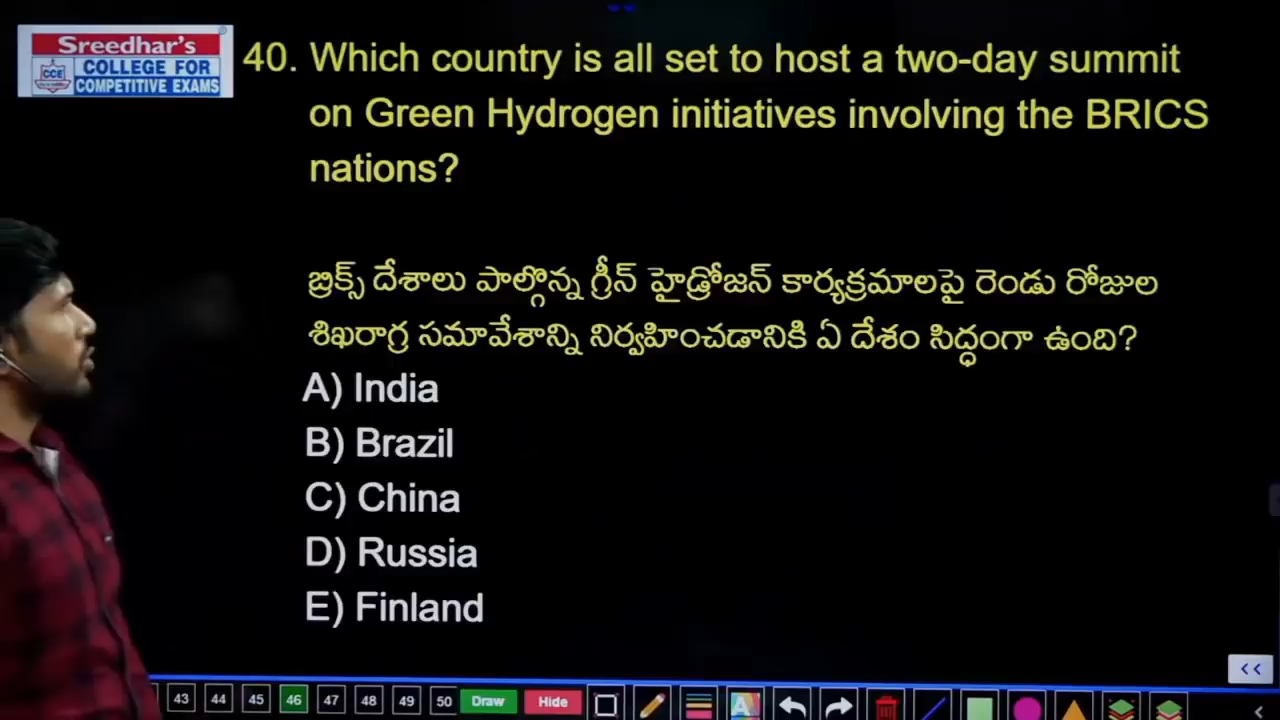 Sreedhar's
CCE
COLLEGE FOR
COMPETITIVE EXAMS
40. Which country is all set to host a two-day summit
on Green Hydrogen initiatives involving the BRICS
nations?
బ్రిక్స్ దేశాలు పాల్గొన్న గ్రీన్ హైడ్రోజన్ కార్యక్రమాలపై రెండు రోజుల
శిఖరాగ్ర సమావేశాన్ని నిర్వహించడానికి ఏ దేశం సిద్ధంగా ఉంది?
A) India
B) Brazil
C) China
D) Russia
E) Finland
<<
43 44 45 46 47 48 49 50 Draw Hide